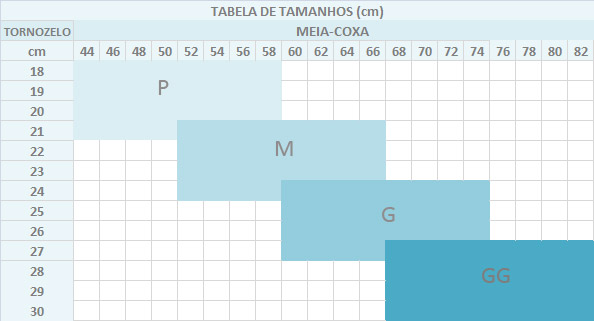 TABELA DE TAMANHOS (cm)
TORNOZELO MEIA-COXA
cm 44 46 48 50 52 54 56 58 60 62 64 66 68 70 72 74 76 78 80 82
18
19 P
20
21
22 M
23
24
25 G
26
27
28 GG
29
30